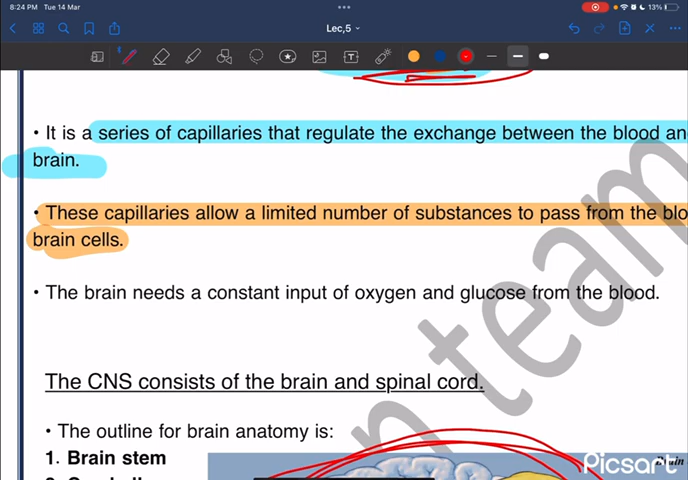 8:24 PM Tue 14 Mar
13%
Lec,5
• It is a series of capillaries that regulate the exchange between the blood an
brain.
• These capillaries allow a limited number of substances to pass from the blo
brain cells.
• The brain needs a constant input of oxygen and glucose from the blood.
team
The CNS consists of the brain and spinal cord.
• The outline for brain anatomy is:
1. Brain stem
Brain
Picsart